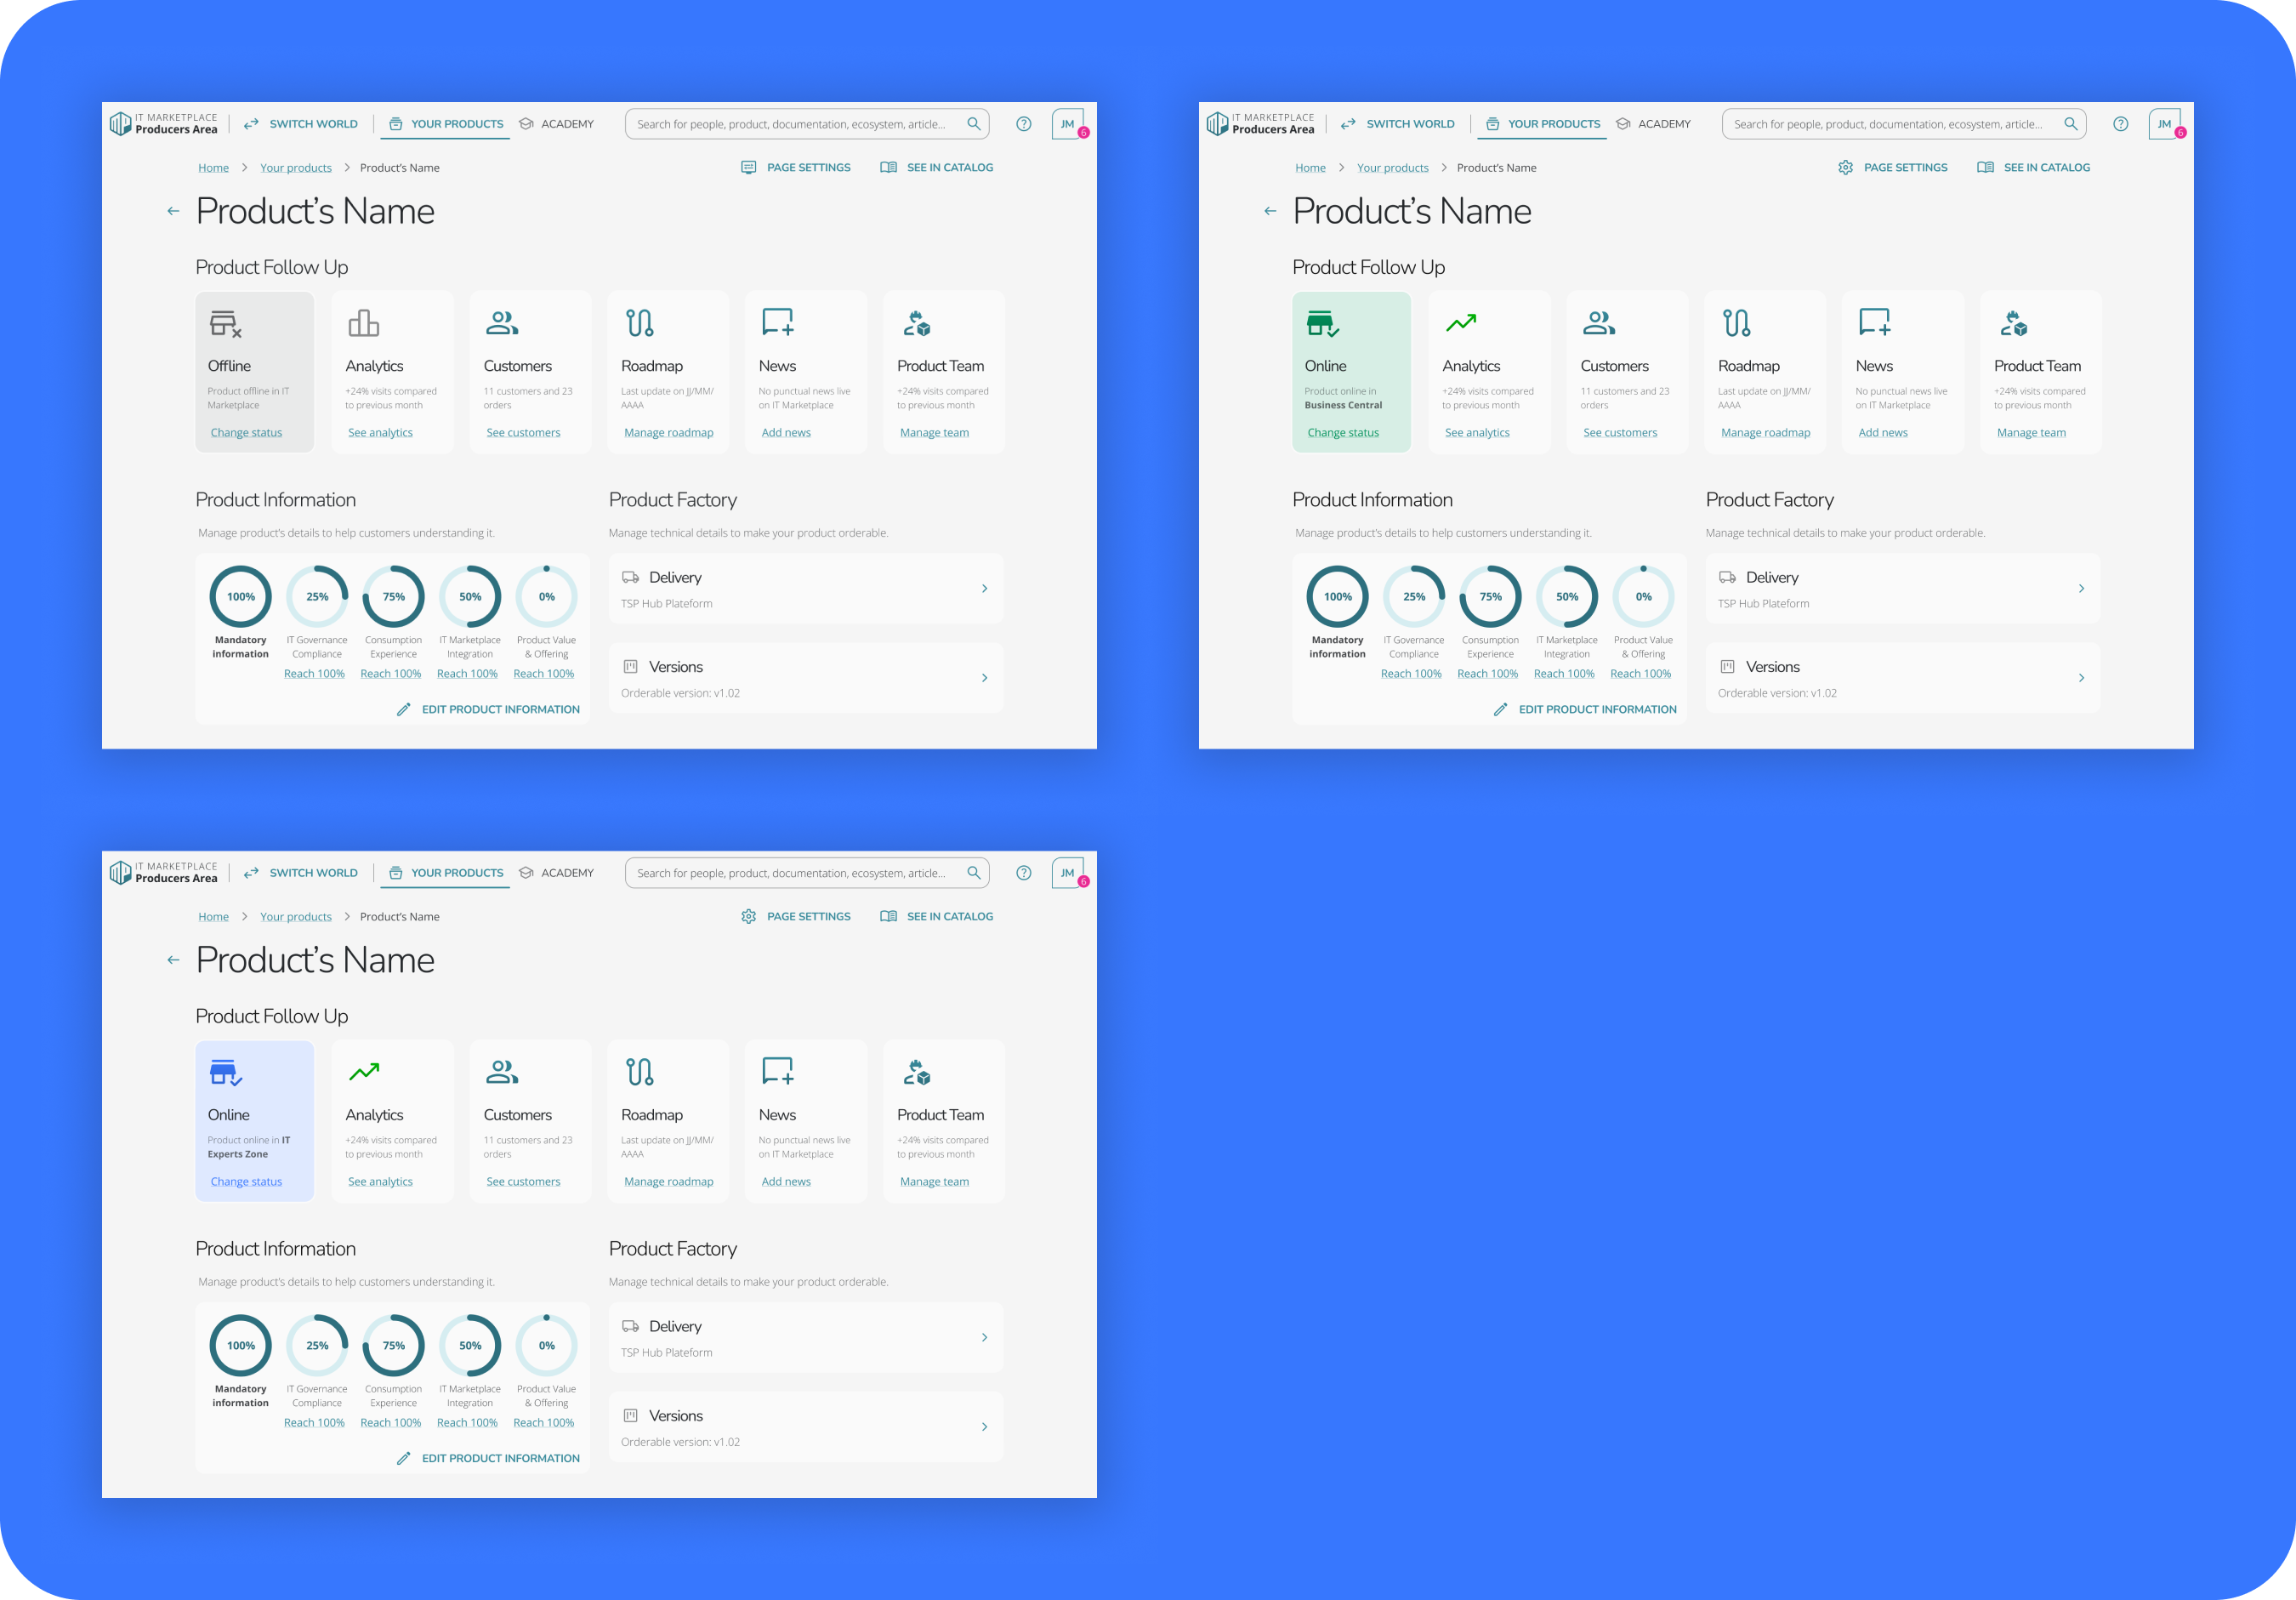 IT MARKETPLACE
Producers Area
SWITCH WORLD
YOUR PRODUCTS
ACADEMY
Search for people, product, documentation, ecosystem, article...
JM
6
Home
Your products
Product's Name
PAGE SETTINGS
SEE IN CATALOG
Product's Name
Product Follow Up
Offline
Product offline in IT
Marketplace
Change status
Analytics
+24% visits compared
to previous month
See analytics
Customers
11 customers and 23
orders
See customers
Roadmap
Last update on JJ/MM/
AAAA
Manage roadmap
News
No punctual news live
on IT Marketplace
Add news
Product Team
+24% visits compared
to previous month
Manage team
Product Information
Manage product's details to help customers understanding it.
100%
Mandatory
information
25%
IT Governance
Compliance
Reach 100%
75%
Consumption
Experience
Reach 100%
50%
IT Marketplace
Integration
Reach 100%
0%
Product Value
& Offering
Reach 100%
EDIT PRODUCT INFORMATION
Product Factory
Manage technical details to make your product orderable.
Delivery
TSP Hub Plateform
Versions
Orderable version: v1.02
IT MARKETPLACE
Producers Area
SWITCH WORLD
YOUR PRODUCTS
ACADEMY
Search for people, product, documentation, ecosystem, article...
JM
6
Home
Your products
Product's Name
PAGE SETTINGS
SEE IN CATALOG
Product's Name
Product Follow Up
Online
Product online in
Business Central
Change status
Analytics
+24% visits compared
to previous month
See analytics
Customers
11 customers and 23
orders
See customers
Roadmap
Last update on JJ/MM/
AAAA
Manage roadmap
News
No punctual news live
on IT Marketplace
Add news
Product Team
+24% visits compared
to previous month
Manage team
Product Information
Manage product's details to help customers understanding it.
100%
Mandatory
information
25%
IT Governance
Compliance
Reach 100%
75%
Consumption
Experience
Reach 100%
50%
IT Marketplace
Integration
Reach 100%
0%
Product Value
& Offering
Reach 100%
EDIT PRODUCT INFORMATION
Product Factory
Manage technical details to make your product orderable.
Delivery
TSP Hub Plateform
Versions
Orderable version: v1.02
IT MARKETPLACE
Producers Area
SWITCH WORLD
YOUR PRODUCTS
ACADEMY
Search for people, product, documentation, ecosystem, article...
JM
6
Home
Your products
Product's Name
PAGE SETTINGS
SEE IN CATALOG
Product's Name
Product Follow Up
Online
Product online in IT
Experts Zone
Change status
Analytics
+24% visits compared
to previous month
See analytics
Customers
11 customers and 23
orders
See customers
Roadmap
Last update on JJ/MM/
AAAA
Manage roadmap
News
No punctual news live
on IT Marketplace
Add news
Product Team
+24% visits compared
to previous month
Manage team
Product Information
Manage product's details to help customers understanding it.
100%
Mandatory
information
25%
IT Governance
Compliance
Reach 100%
75%
Consumption
Experience
Reach 100%
50%
IT Marketplace
Integration
Reach 100%
0%
Product Value
& Offering
Reach 100%
EDIT PRODUCT INFORMATION
Product Factory
Manage technical details to make your product orderable.
Delivery
TSP Hub Plateform
Versions
Orderable version: v1.02